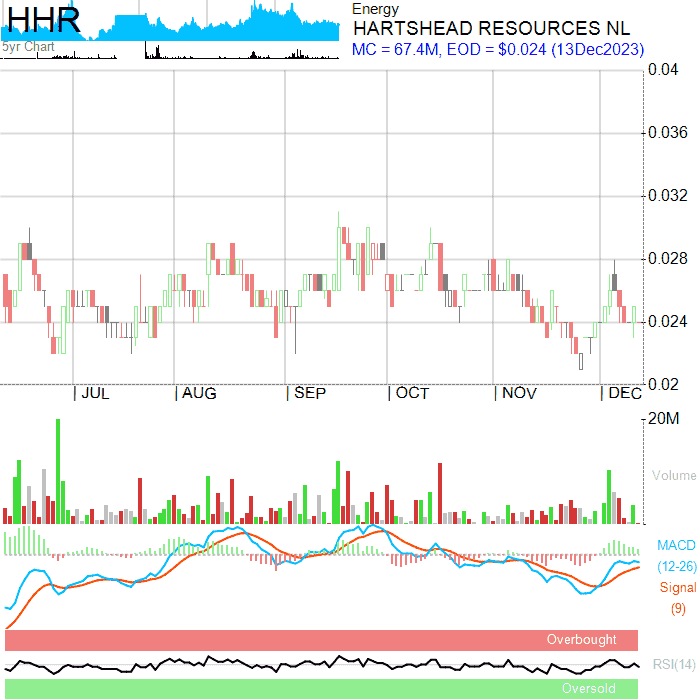 HHR
5yr Chart
Energy
HARTSHEAD RESOURCES NL
MC = 67.4M, EOD = $0.024 (13Dec2023)
0.04
0.036
0.032
0.028
0.024
0.02
JUL AUG SEP OCT NOV DEC
20M
Volume
MACD
(12-26)
Signal
(9)
Overbought
RSI(14)
Oversold